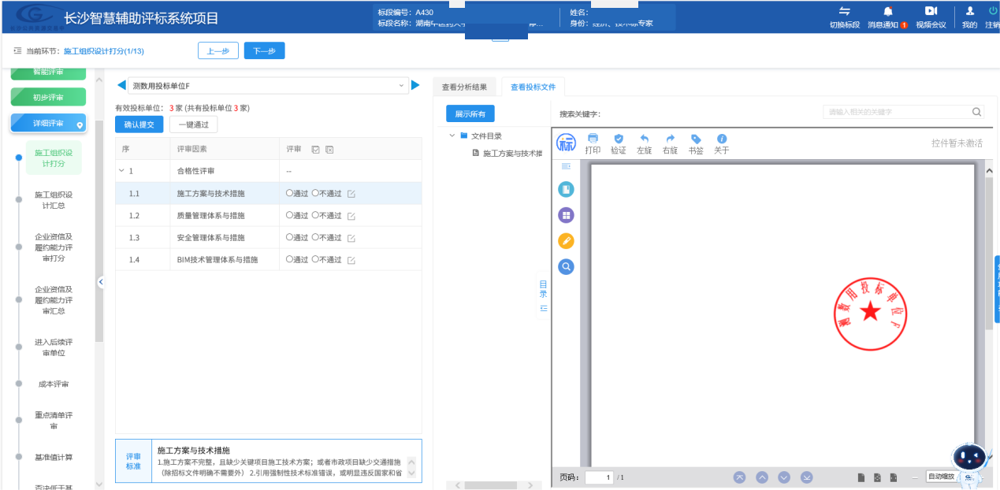 长沙智慧辅助评标系统项目
标段编号：A430
标段名称：湖南中医药大学
姓名：
身份：经济、技术标专家
切换标段
消息通知 1
视频会议
我的
注销
当前环节：施工组织设计打分(1/13)
上一步
下一步
智能评审
初步评审
详细评审
施工组织设
计打分
施工组织设
计汇总
企业资信及
履约能力评
审打分
企业资信及
履约能力评
审汇总
进入后续评
审单位
成本评审
重点清单评
审
基准值计算
否决低于基
测数用投标单位F
有效投标单位： 3 家 (共有投标单位 3 家)
确认提交
一键通过
序 评审因素 评审
1 合格性评审 --
1.1 施工方案与技术措施 通过 不通过
1.2 质量管理体系与措施 通过 不通过
1.3 安全管理体系与措施 通过 不通过
1.4 BIM技术管理体系与措施 通过 不通过
评审
标准
施工方案与技术措施
1.施工方案不完整，且缺少关键项目施工技术方案；或者市政项目缺少交通措施
（除招标文件明确不需要外） 2.引用强制性技术标准错误，或明显违反国家和省
查看分析结果
查看投标文件
展示所有
文件目录
施工方案与技术措
目录
搜索关键字：
请输入相关的关键字
标
打印
验证
左旋
右旋
书签
关于
控件暂未激活
测数用投标单位F
页码： 1 /1
自动缩放